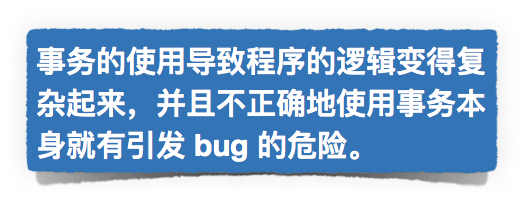 事务的使用导致程序的逻辑变得复
杂起来，并且不正确地使用事务本
身就有引发 bug 的危险。